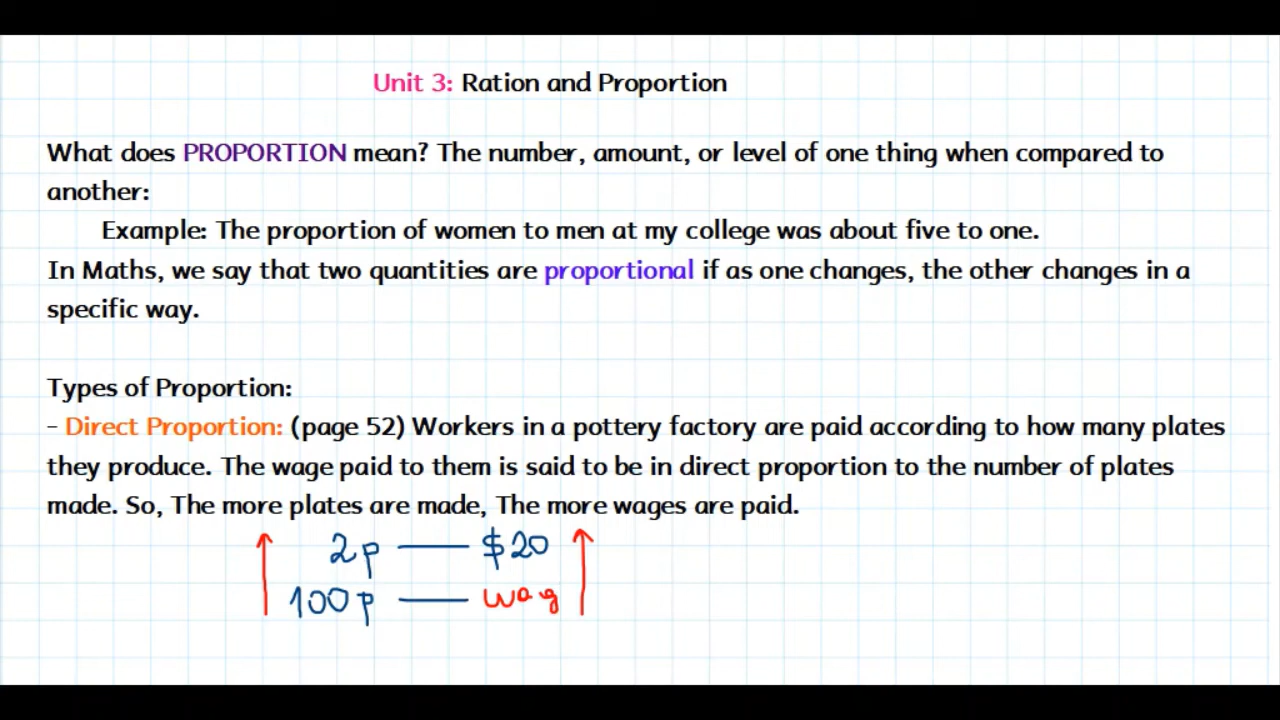 Unit 3: Ration and Proportion
What does PROPORTION mean? The number, amount, or level of one thing when compared to
another:
Example: The proportion of women to men at my college was about five to one.
In Maths, we say that two quantities are proportional if as one changes, the other changes in a
specific way.
Types of Proportion:
- Direct Proportion: (page 52) Workers in a pottery factory are paid according to how many plates
they produce. The wage paid to them is said to be in direct proportion to the number of plates
made. So, The more plates are made, The more wages are paid.
2p — $20
100p — wag